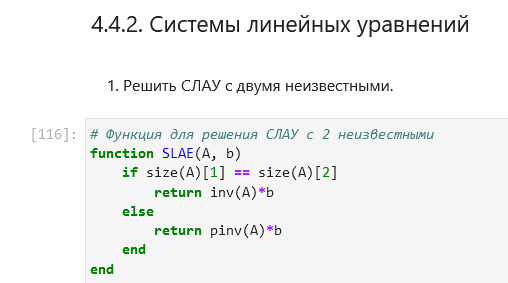 4.4.2. Системы линейных уравнений
1. Решить СЛАУ с двумя неизвестными.
[116]: # Функция для решения СЛАУ с 2 неизвестными
function SLAE(A, b)
    if size(A)[1] == size(A)[2]
        return inv(A)*b
    else
        return pinv(A)*b
    end
end